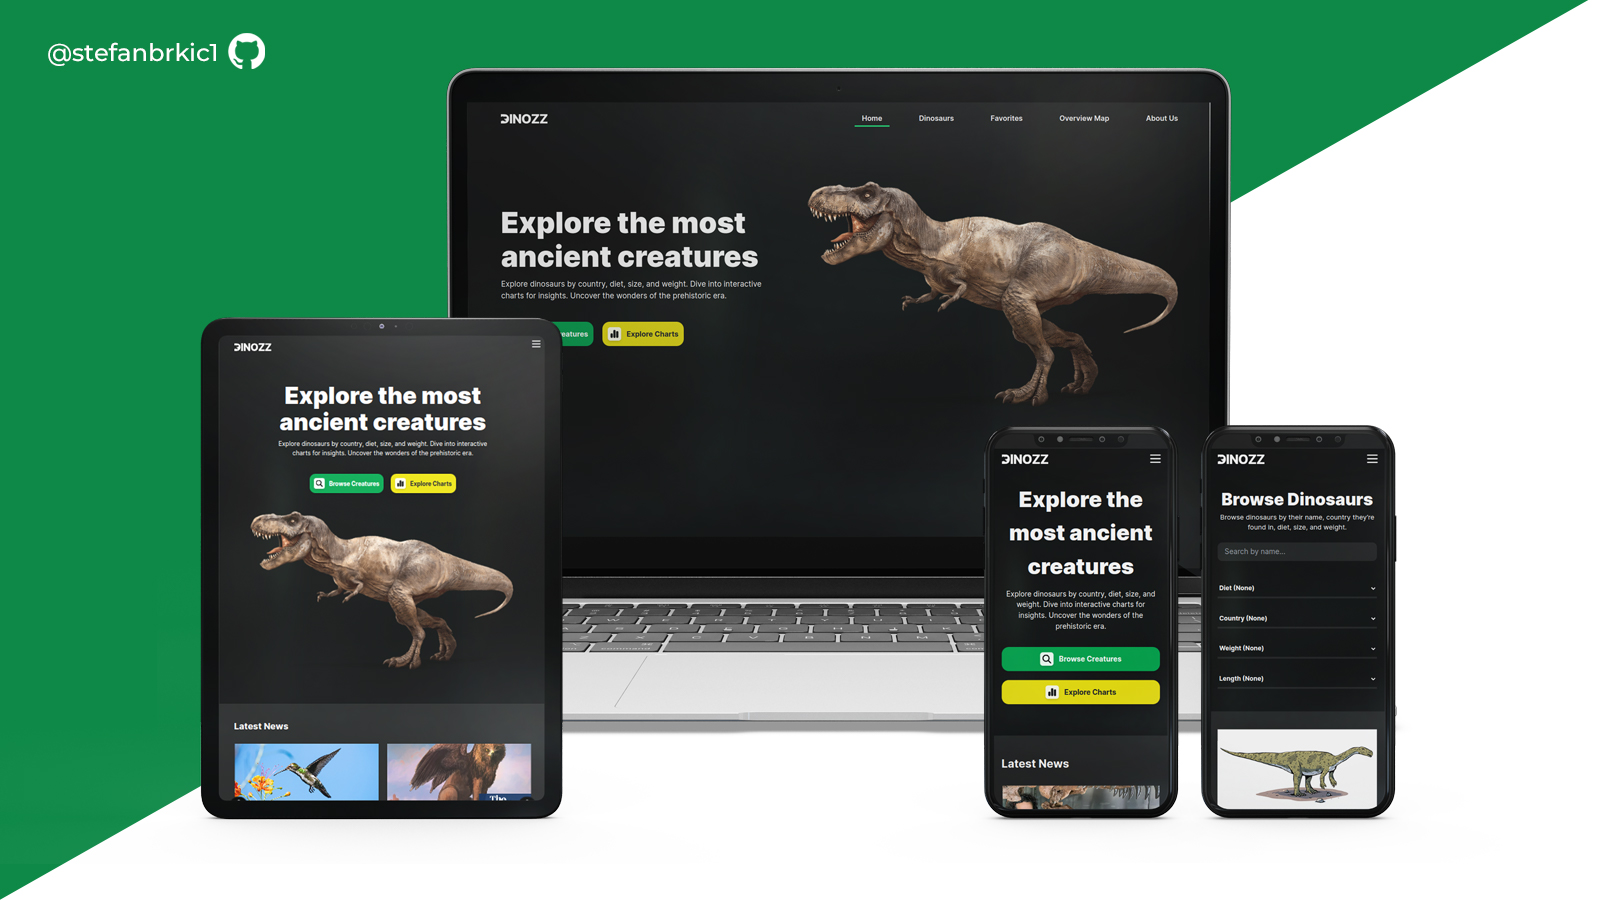 @stefanbrkic1
DINOZZ
Home
Dinosaurs
Favorites
Overview Map
About Us
Explore the most
ancient creatures
Explore dinosaurs by country, diet, size, and weight. Dive into interactive
charts for insights. Uncover the wonders of the prehistoric era.
eatures
Explore Charts
DINOZZ
Explore the most
ancient creatures
Explore dinosaurs by country, diet, size, and weight. Dive into interactive
charts for insights. Uncover the wonders of the prehistoric era.
Browse Creatures
Explore Charts
Latest News
The
DINOZZ
Explore the
most ancient
creatures
Explore dinosaurs by country, diet, size, and
weight. Dive into interactive charts for
insights. Uncover the wonders of the
prehistoric era.
Browse Creatures
Explore Charts
Latest News
DINOZZ
Browse Dinosaurs
Browse dinosaurs by their name, country they're
found in, diet, size, and weight.
Search by name...
Diet (None)
Country (None)
Weight (None)
Length (None)